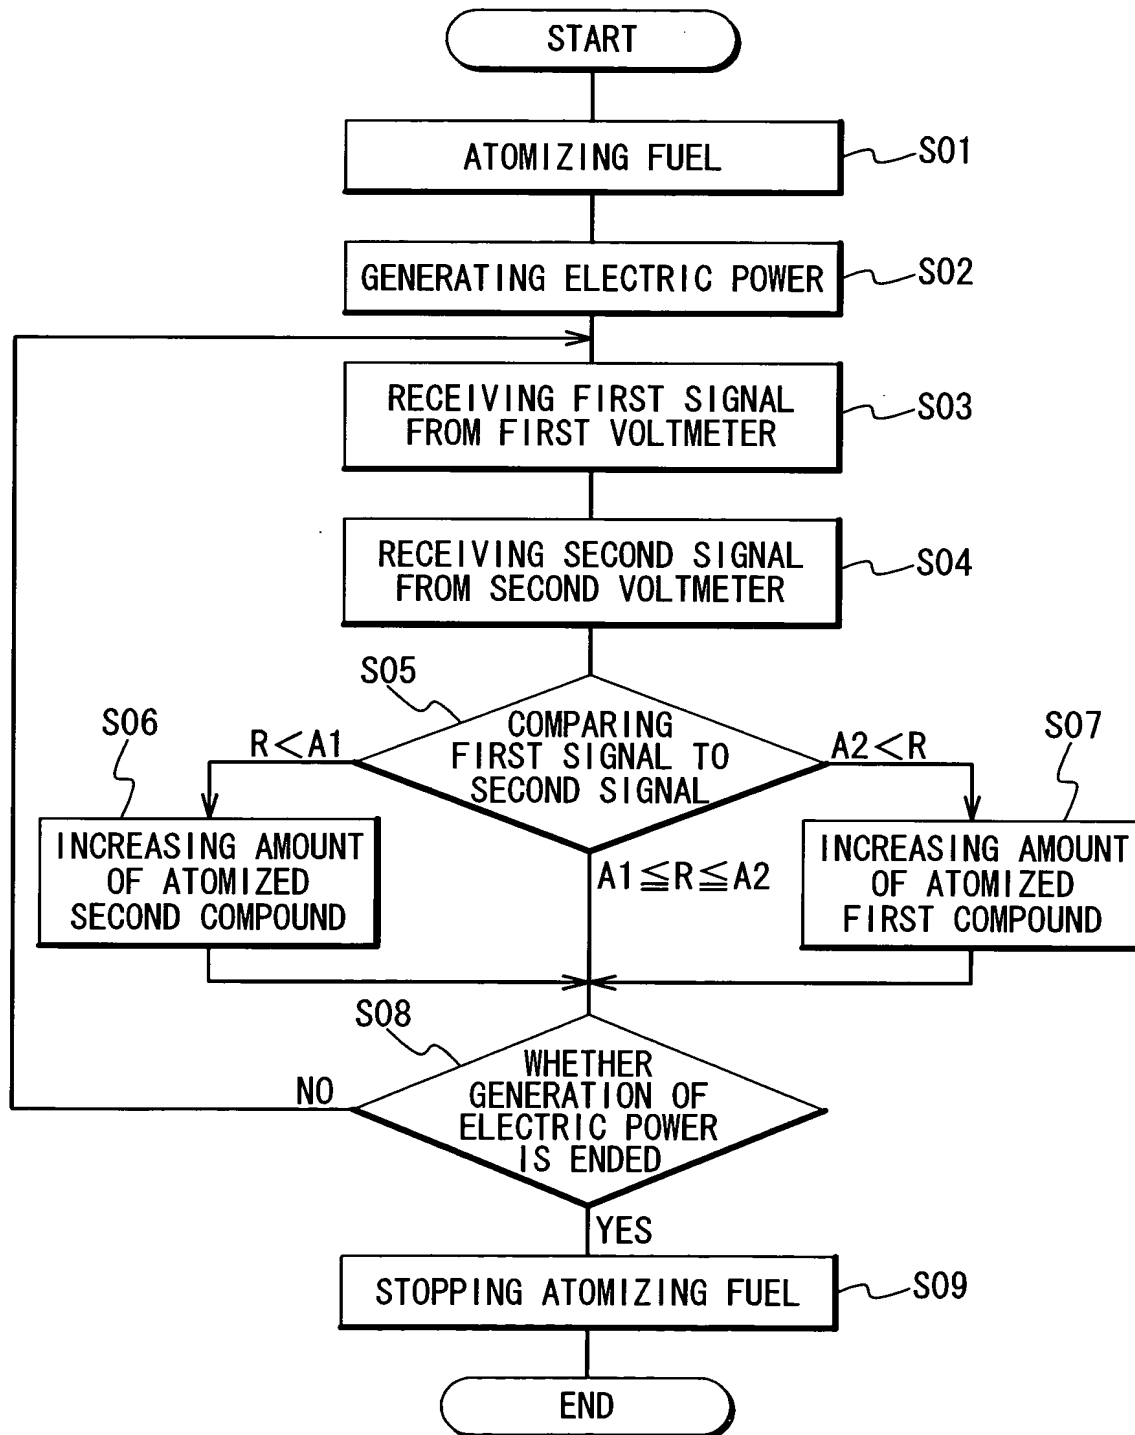 START
ATOMIZING FUEL
S01
GENERATING ELECTRIC POWER
S02
RECEIVING FIRST SIGNAL
FROM FIRST VOLTMETER
S03
RECEIVING SECOND SIGNAL
FROM SECOND VOLTMETER
S04
S05
COMPARING
FIRST SIGNAL TO
SECOND SIGNAL
R<A1
A2<R
A1≦R≦A2
S06
INCREASING AMOUNT
OF ATOMIZED
SECOND COMPOUND
S07
INCREASING AMOUNT
OF ATOMIZED
FIRST COMPOUND
S08
WHETHER
GENERATION OF
ELECTRIC POWER
IS ENDED
NO
YES
STOPPING ATOMIZING FUEL
S09
END